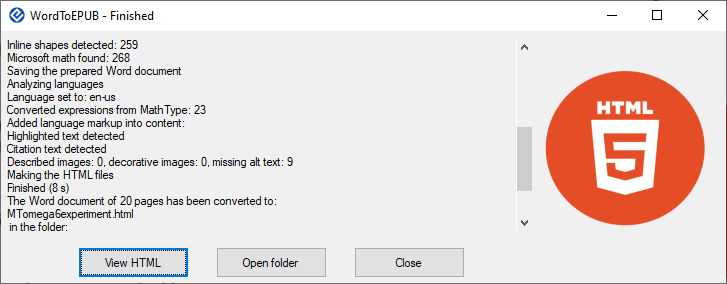 WordToEPUB - Finished
Inline shapes detected: 259
Microsoft math found: 268
Saving the prepared Word document
Analyzing languages
Language set to: en-us
Converted expressions from MathType: 23
Added language markup into content:
Highlighted text detected
Citation text detected
Described images: 0, decorative images: 0, missing alt text: 9
Making the HTML files
Finished (8 s)
The Word document of 20 pages has been converted to:
MTomega6experiment.html
in the folder:
HTML
5
View HTML
Open folder
Close